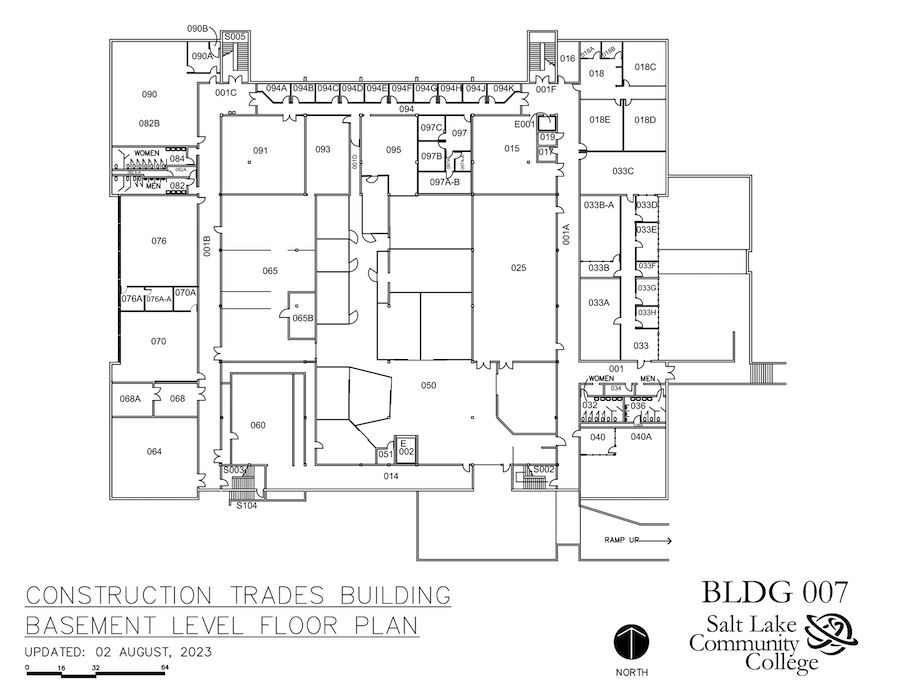 090B
S005
090A
016
018A
018B
018
018C
090
001C
094A 094B 094C 094D 094E 094F 094G 094H 094J 094K
001F
094
082B
018E
018D
E001
097C
097
019
091
093
095
015
017
WOMEN
084
001D
097B
082
MEN
097A-B
033C
033B-A
033D
033E
076
001B
001A
065
025
033B
033F
076A
076A-A
070A
033G
033A
065B
033H
070
033
001
050
WOMEN
MEN
034
068A
068
032
036
060
040
040A
064
051
E
002
S003
014
S002
S104
RAMP UP
CONSTRUCTION TRADES BUILDING
BASEMENT LEVEL FLOOR PLAN
UPDATED: 02 AUGUST, 2023
0 16 32 64
NORTH
BLDG 007
Salt Lake
Community
College